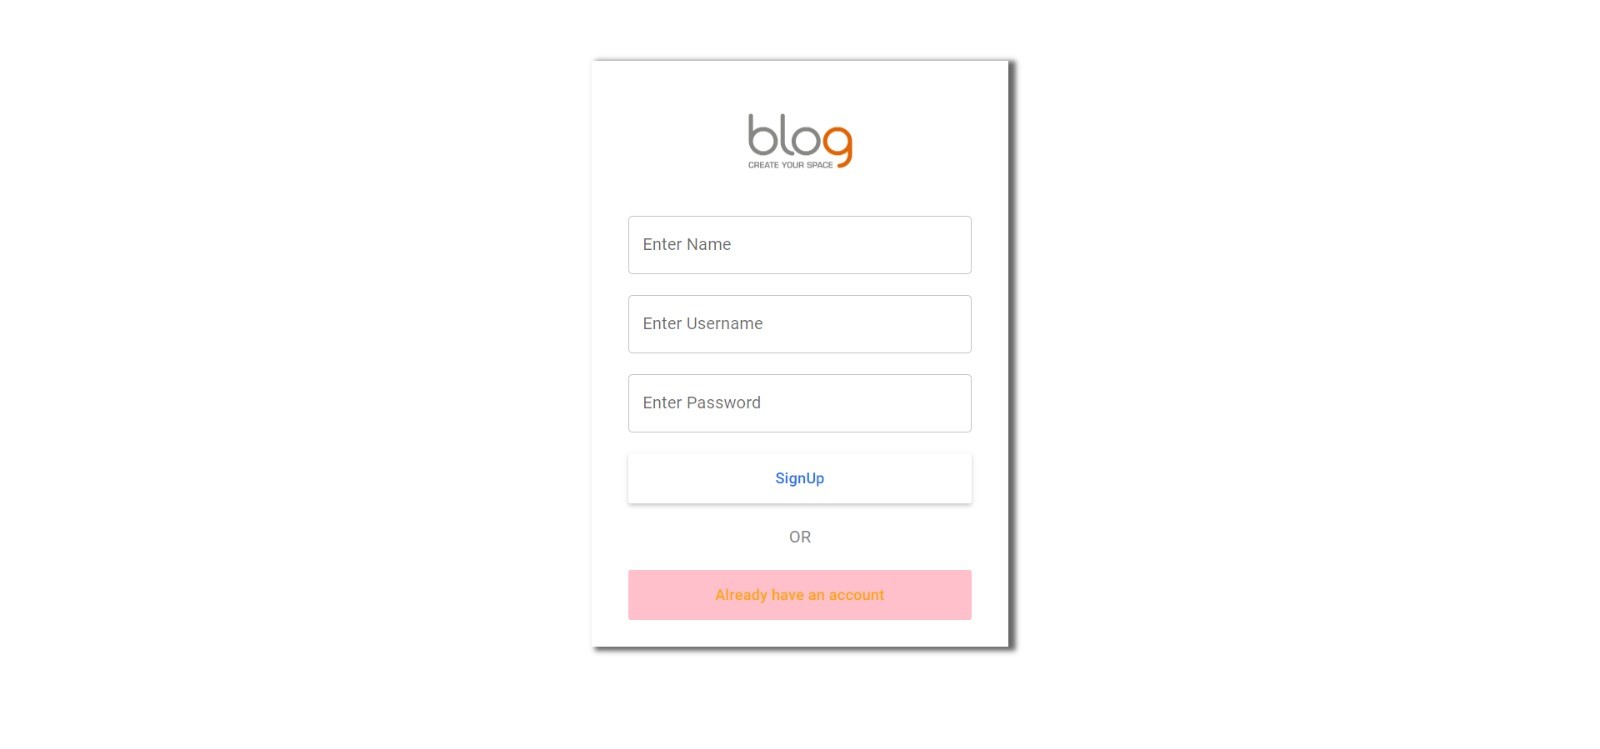 blog
CREATE YOUR SPACE
Enter Name
Enter Username
Enter Password
SignUp
OR
Already have an account